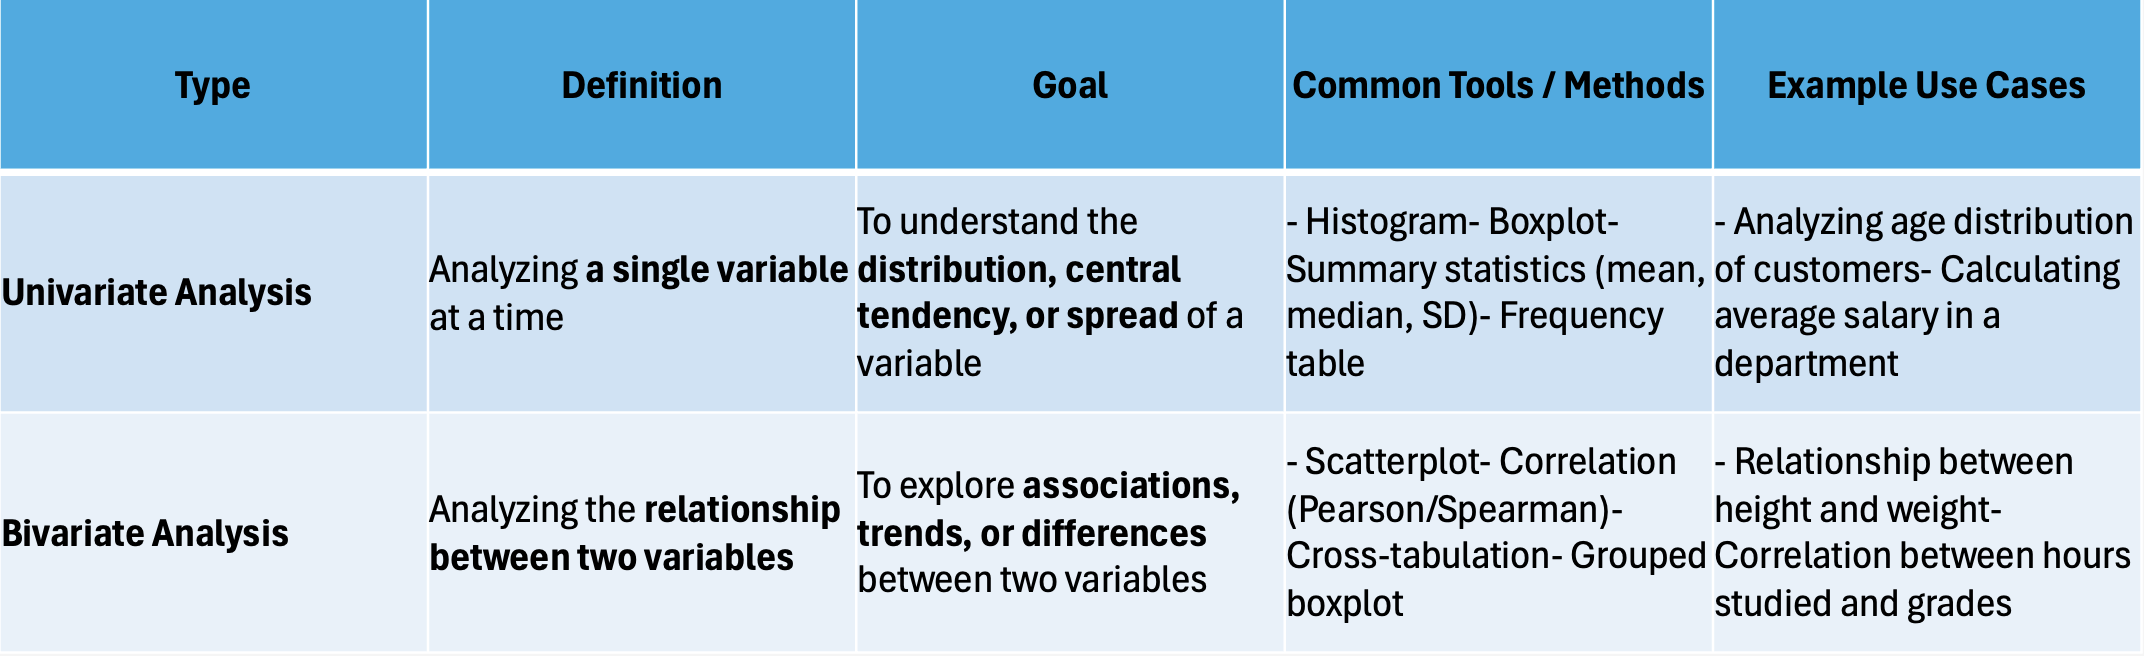 Type
Definition
Goal
Common Tools / Methods
Example Use Cases
Univariate Analysis
Analyzing a single variable
at a time
To understand the
distribution, central
tendency, or spread of a
variable
- Histogram- Boxplot-
Summary statistics (mean,
median, SD)- Frequency
table
- Analyzing age distribution
of customers- Calculating
average salary in a
department
Bivariate Analysis
Analyzing the relationship
between two variables
To explore associations,
trends, or differences
between two variables
- Scatterplot- Correlation
(Pearson/Spearman)-
Cross-tabulation- Grouped
boxplot
- Relationship between
height and weight-
Correlation between hours
studied and grades